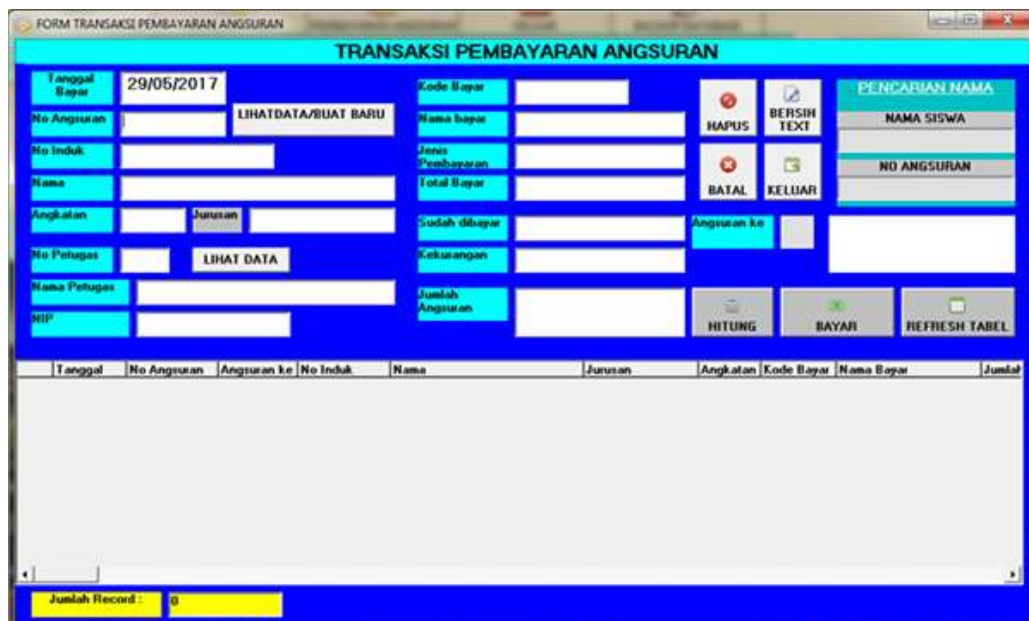 FORM TRANSAKSI PEMBAYARAN ANGSURAN
TRANSAKSI PEMBAYARAN ANGSURAN
Tanggal
Bayar
29/05/2017
No Angsuran
LIHATDATA/BUAT BARU
No Induk
Nama
Angkatan
Jurusan
No Petugas
LIHAT DATA
Nama Petugas
NIP
Kode Bayar
Nama bayar
Jenis
Pembayaran
Total Bayar
Sudah dibayar
Kekurangan
Jumlah
Angsuran
HAPUS
BERSIH
TEXT
BATAL
KELUAR
PENCARIAN NAMA
NAMA SISWA
NO ANGSURAN
Angsuran ke
HITUNG
BAYAR
REFRESH TABEL
Tanggal No Angsuran Angsuran ke No Induk Nama Jurusan Angkatan Kode Bayar Nama Bayar Jumlah
Jumlah Record : 0